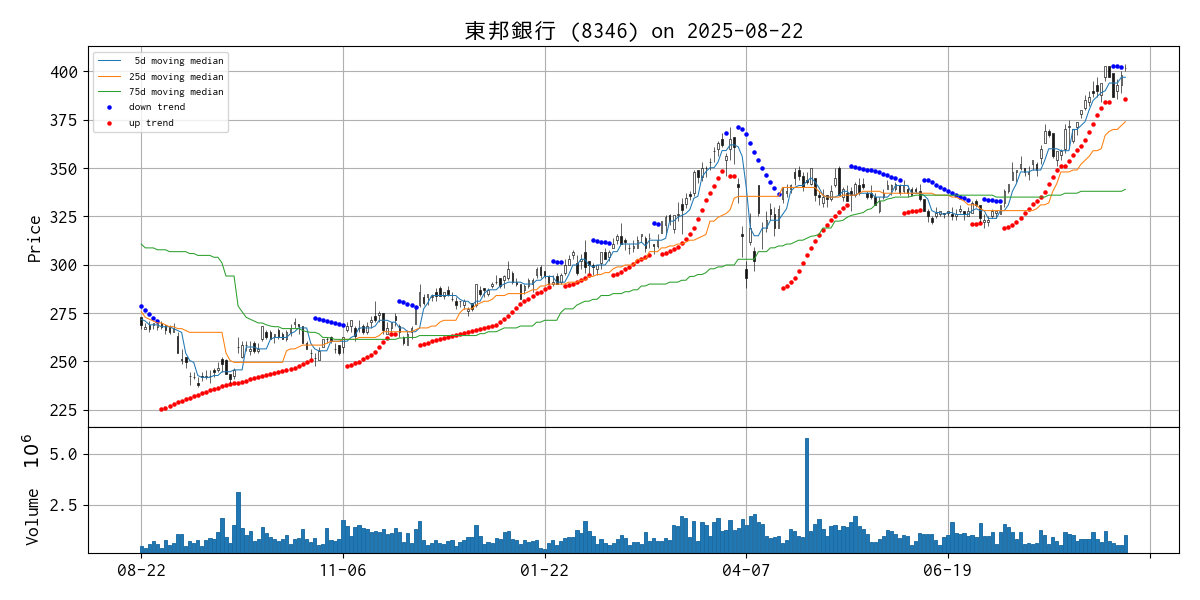 東邦銀行 (8346) on 2025-08-22
5d moving median
25d moving median
75d moving median
down trend
up trend
Price
400
375
350
325
300
275
250
225
Volume 10^6
5.0
2.5
08-22 11-06 01-22 04-07 06-19